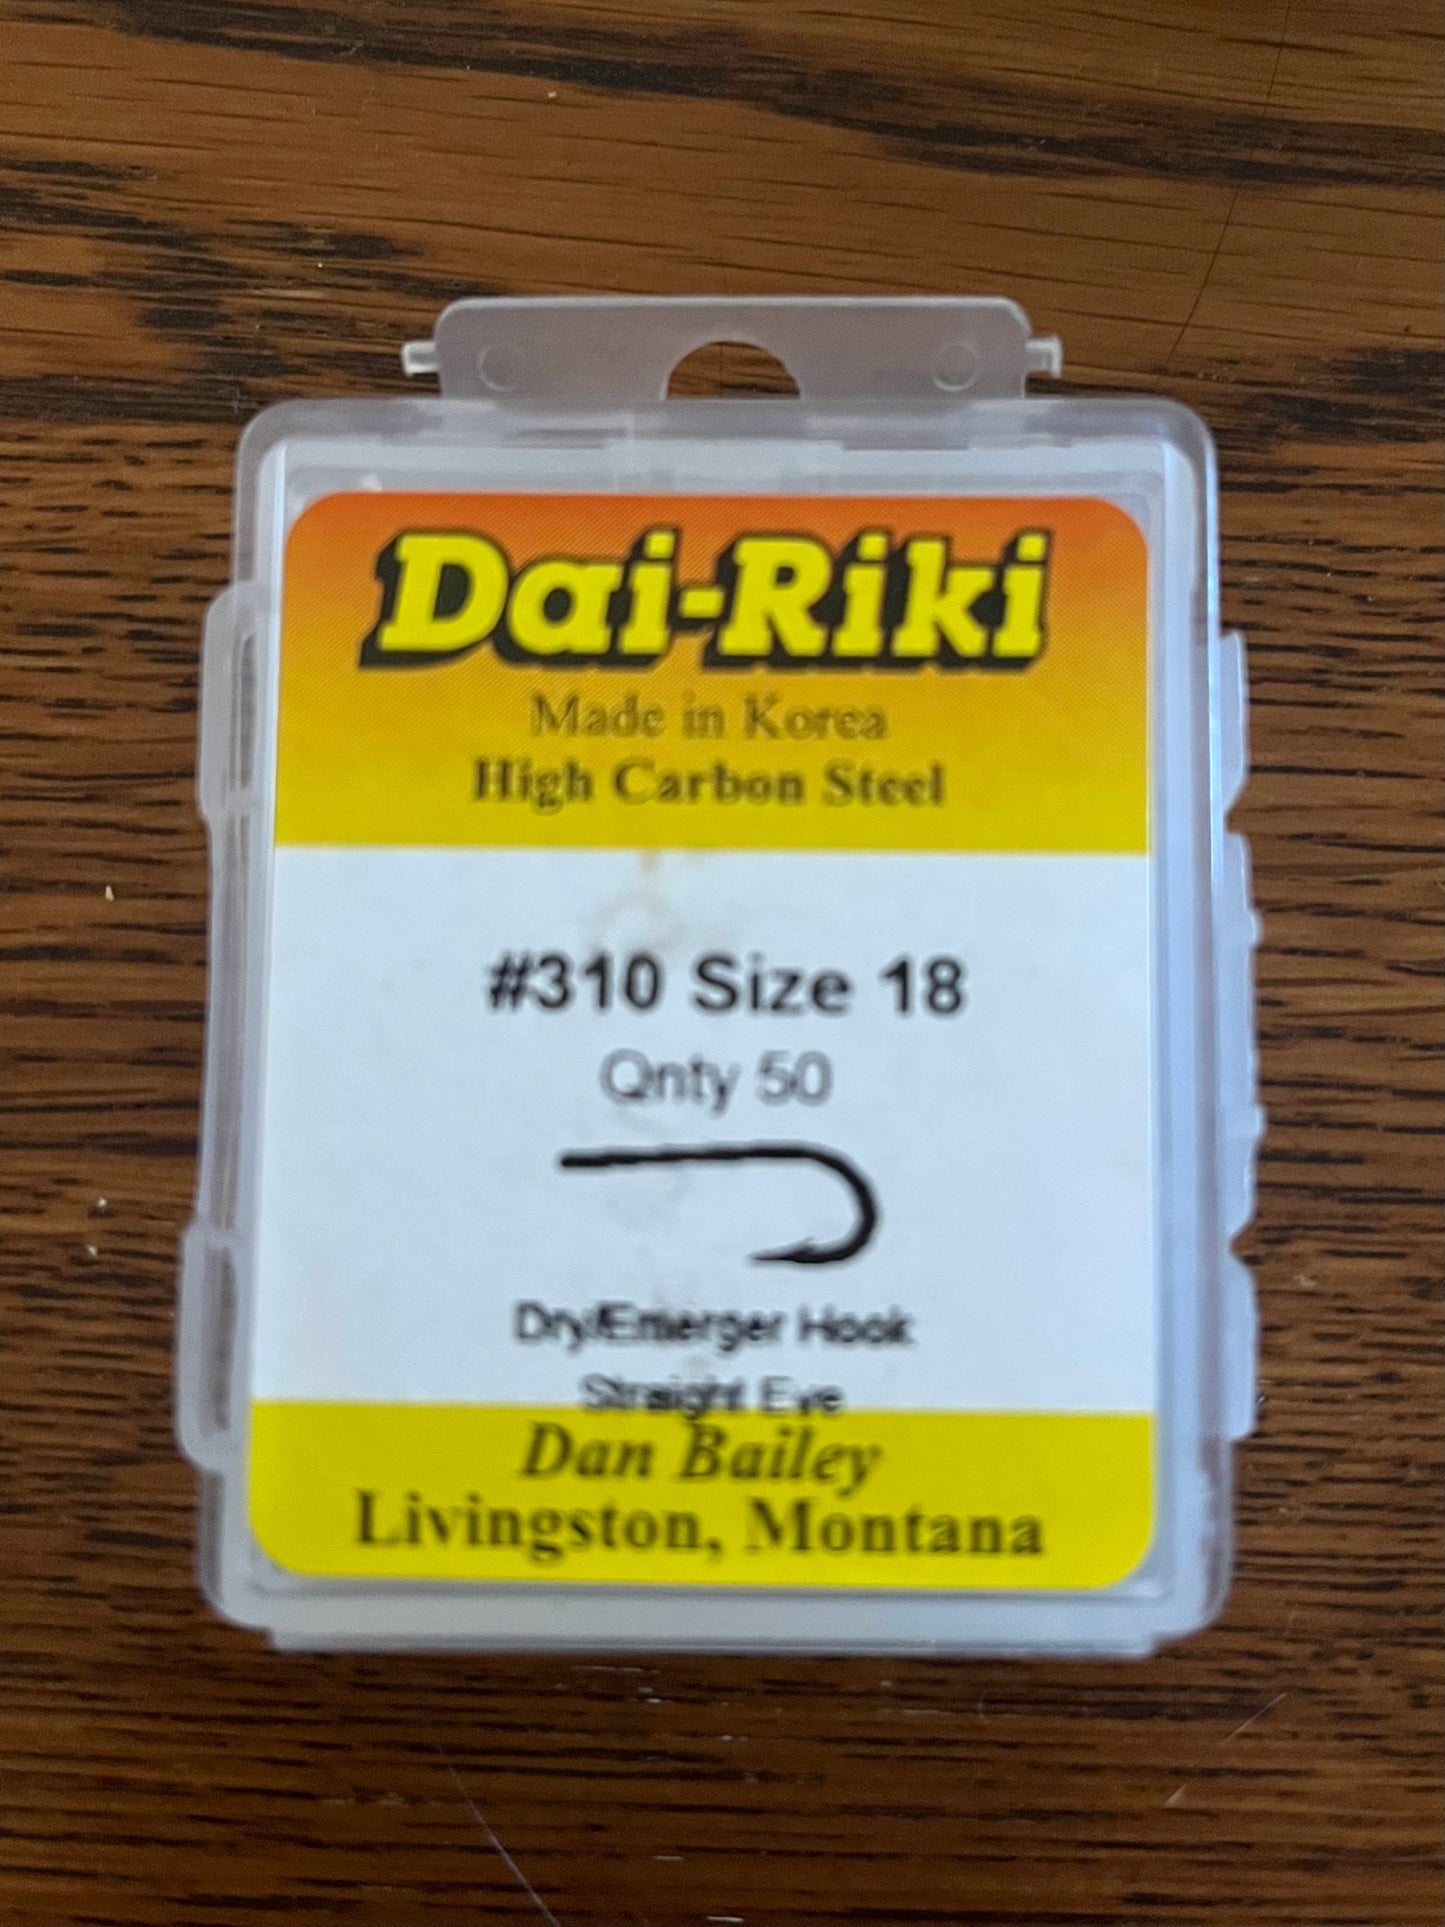 Dai-Riki
Made in Korea
High Carbon Steel
#310 Size 18
Qnty 50
Dry/Emerger Hook
Straight Eye
Dan Bailey
Livingston, Montana